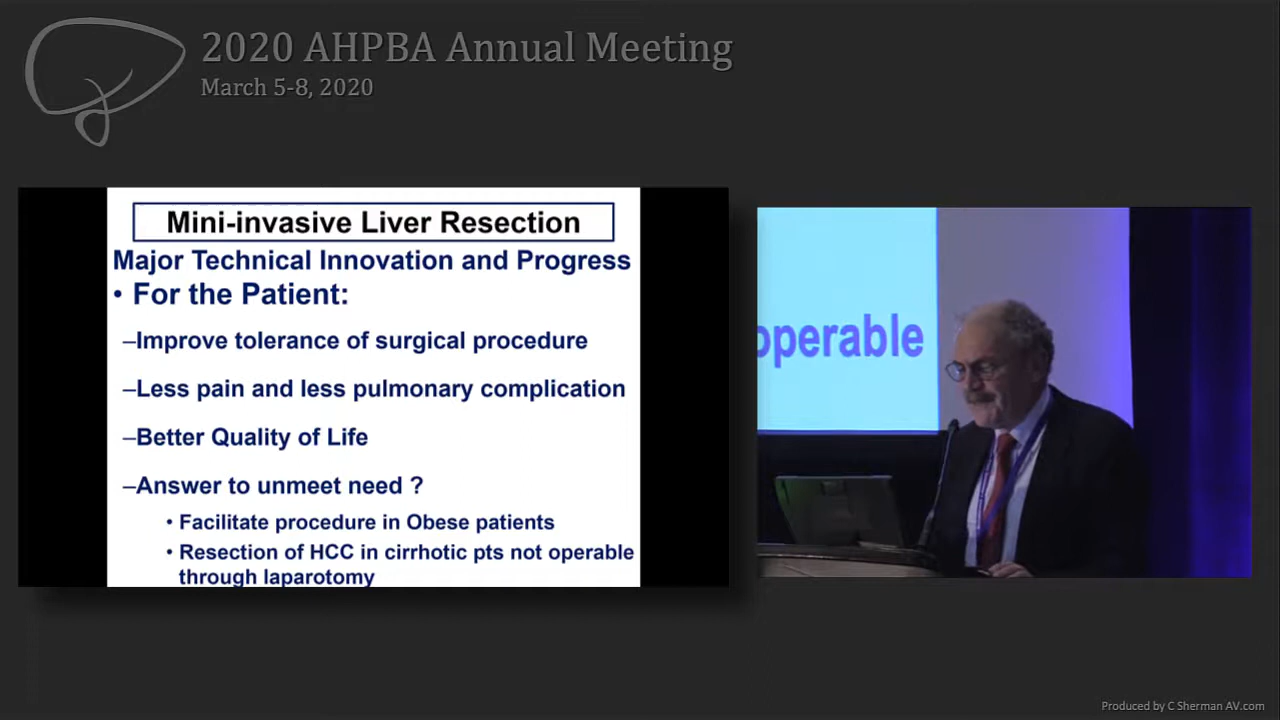 2020 AHPBA Annual Meeting
March 5-8, 2020
Mini-invasive Liver Resection
Major Technical Innovation and Progress
• For the Patient:
–Improve tolerance of surgical procedure
–Less pain and less pulmonary complication
–Better Quality of Life
–Answer to unmeet need ?
• Facilitate procedure in Obese patients
• Resection of HCC in cirrhotic pts not operable
through laparotomy
operable
Produced by C Sherman AV.com